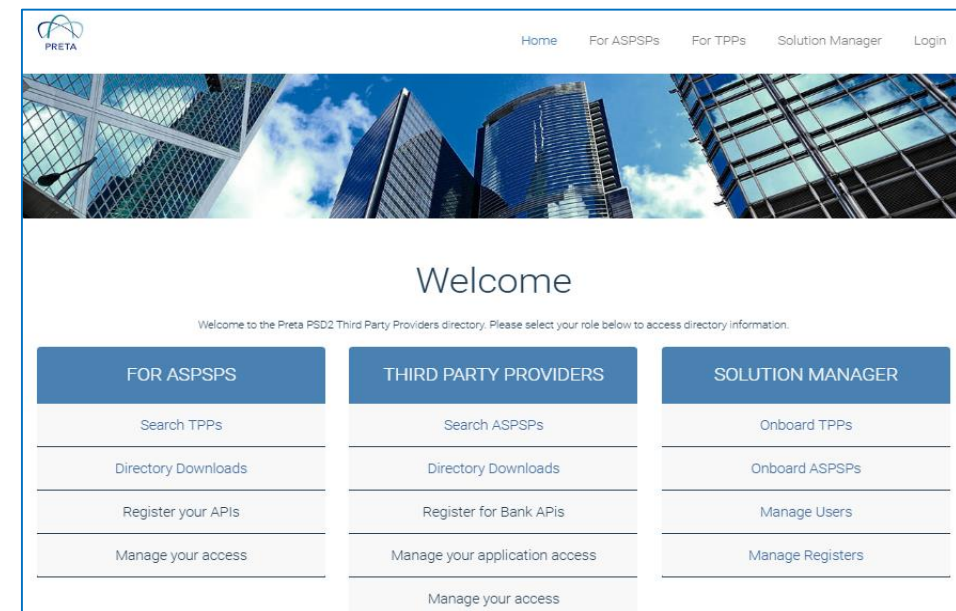 PRETA
Home For ASPSPs For TPPs Solution Manager Login
Welcome
Welcome to the Preta PSD2 Third Party Providers directory. Please select your role below to access directory information.
FOR ASPSPS
Search TPPs
Directory Downloads
Register your APIs
Manage your access
THIRD PARTY PROVIDERS
Search ASPSPs
Directory Downloads
Register for Bank APIs
Manage your application access
Manage your access
SOLUTION MANAGER
Onboard TPPs
Onboard ASPSPs
Manage Users
Manage Registers